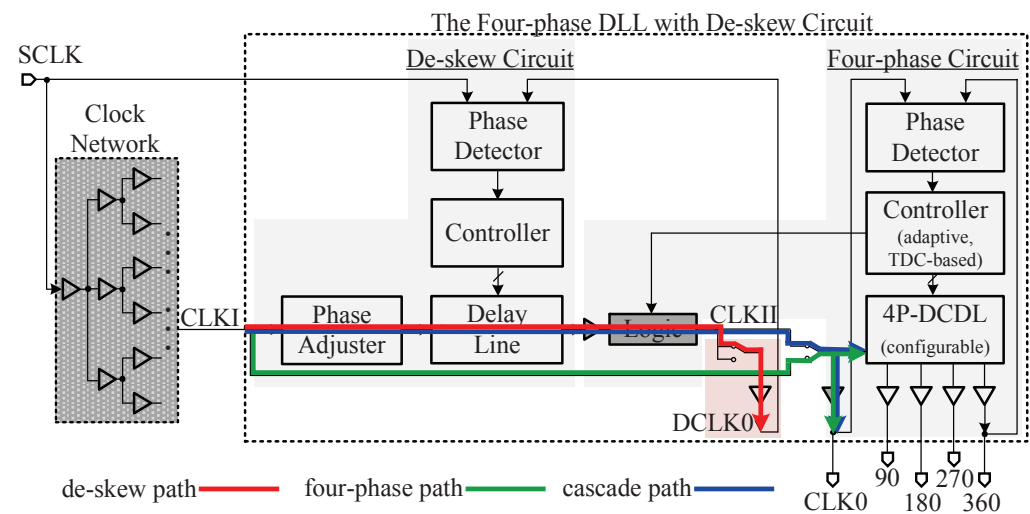 The Four-phase DLL with De-skew Circuit
SCLK
De-skew Circuit
Four-phase Circuit
Clock
Network
Phase
Detector
Phase
Detector
Controller
Controller
(adaptive,
TDC-based)
CLKI
Phase
Adjuster
Delay
Line
Logic
CLKII
4P-DCDL
(configurable)
DCLK0
CLK0
90
180
270
360
de-skew path
four-phase path
cascade path